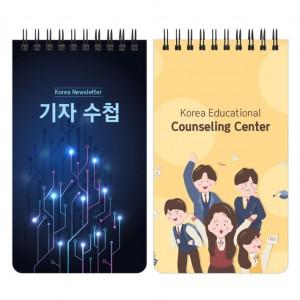 Korea Newsletter
기자 수첩
Korea Educational
Counseling Center